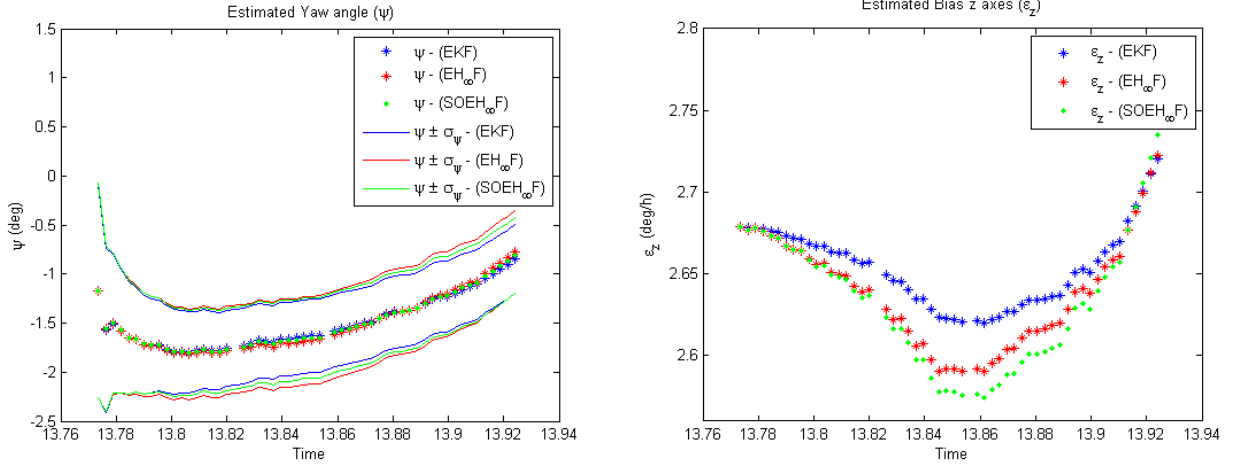 Estimated Yaw angle (ψ)
1.5
1
0.5
0
-0.5
-1
-1.5
-2
-2.5
ψ (deg)
ψ - (EKF)
ψ - (EH∞F)
ψ - (SOEH∞F)
ψ ± σψ - (EKF)
ψ ± σψ - (EH∞F)
ψ ± σψ - (SOEH∞F)
13.76 13.78 13.8 13.82 13.84 13.86 13.88 13.9 13.92 13.94
Time
Estimated Bias z axes (εz)
2.8
2.75
2.7
2.65
2.6
εz (deg/h)
εz - (EKF)
εz - (EH∞F)
εz - (SOEH∞F)
13.76 13.78 13.8 13.82 13.84 13.86 13.88 13.9 13.92 13.94
Time